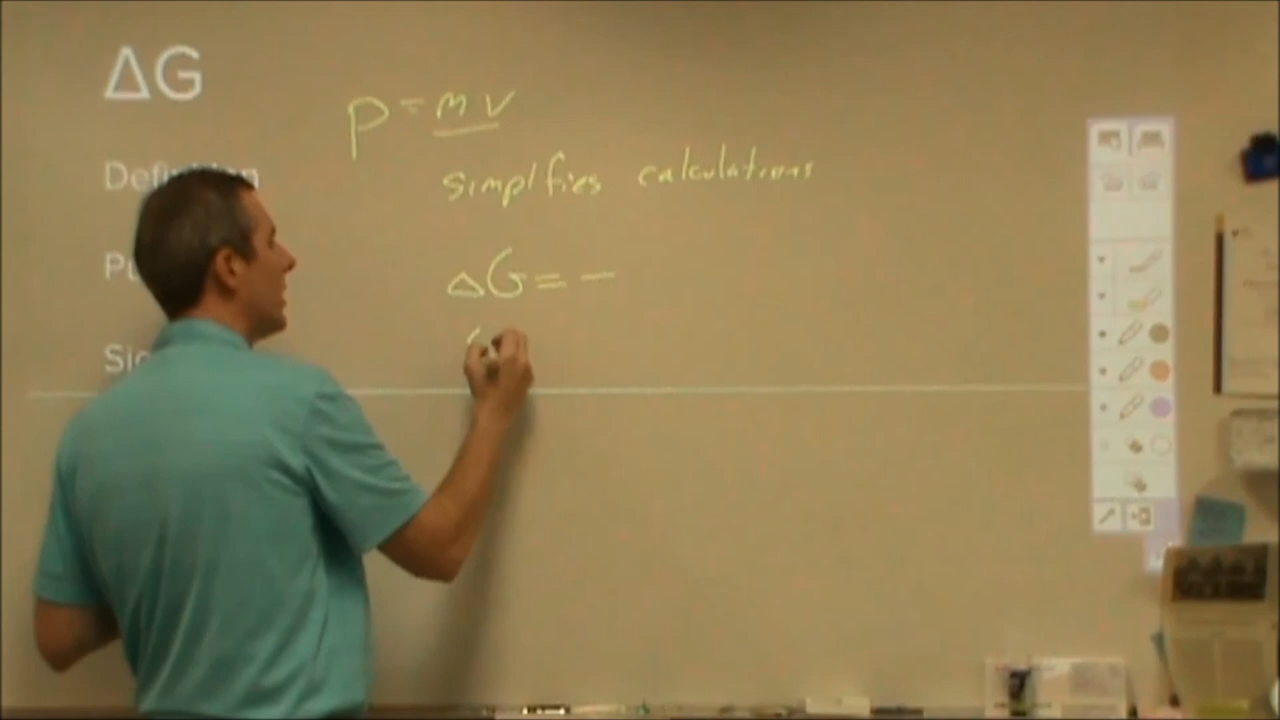 ΔG
P = mv
simplfies calculations
ΔG = -